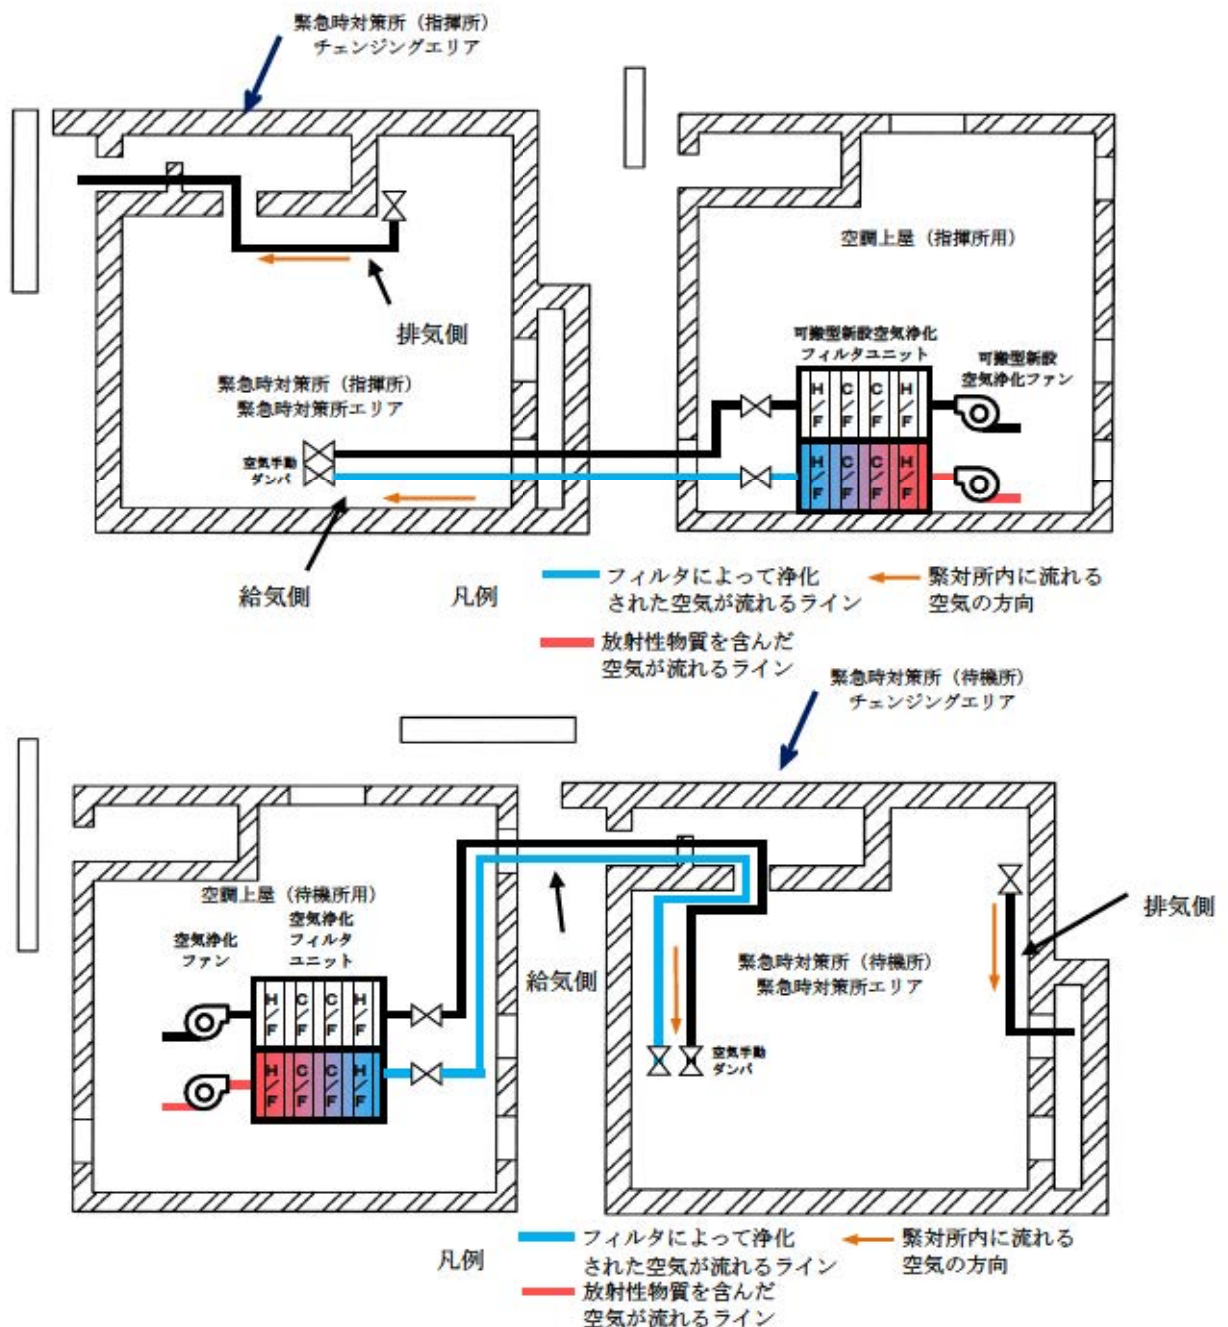 緊急時対策所（指揮所）
チェンジングエリア
空調上屋（指揮所用）
排気側
可搬型新設空気浄化
フィルタユニット
可搬型新設
空気浄化ファン
緊急時対策所（指揮所）
緊急時対策所エリア
H/F
C/F
C/F
H/F
空気手動
ダンパ
H/F
C/F
C/F
H/F
給気側
凡例
フィルタによって浄化
された空気が流れるライン
緊対所内に流れる
空気の方向
放射性物質を含んだ
空気が流れるライン
緊急時対策所（待機所）
チェンジングエリア
空調上屋（待機所用）
空気浄化
フィルタ
ユニット
空気浄化
ファン
排気側
給気側
緊急時対策所（待機所）
緊急時対策所エリア
H/F
C/F
C/F
H/F
空気手動
ダンパ
H/F
C/F
C/F
H/F
凡例
フィルタによって浄化
された空気が流れるライン
緊対所内に流れる
空気の方向
放射性物質を含んだ
空気が流れるライン